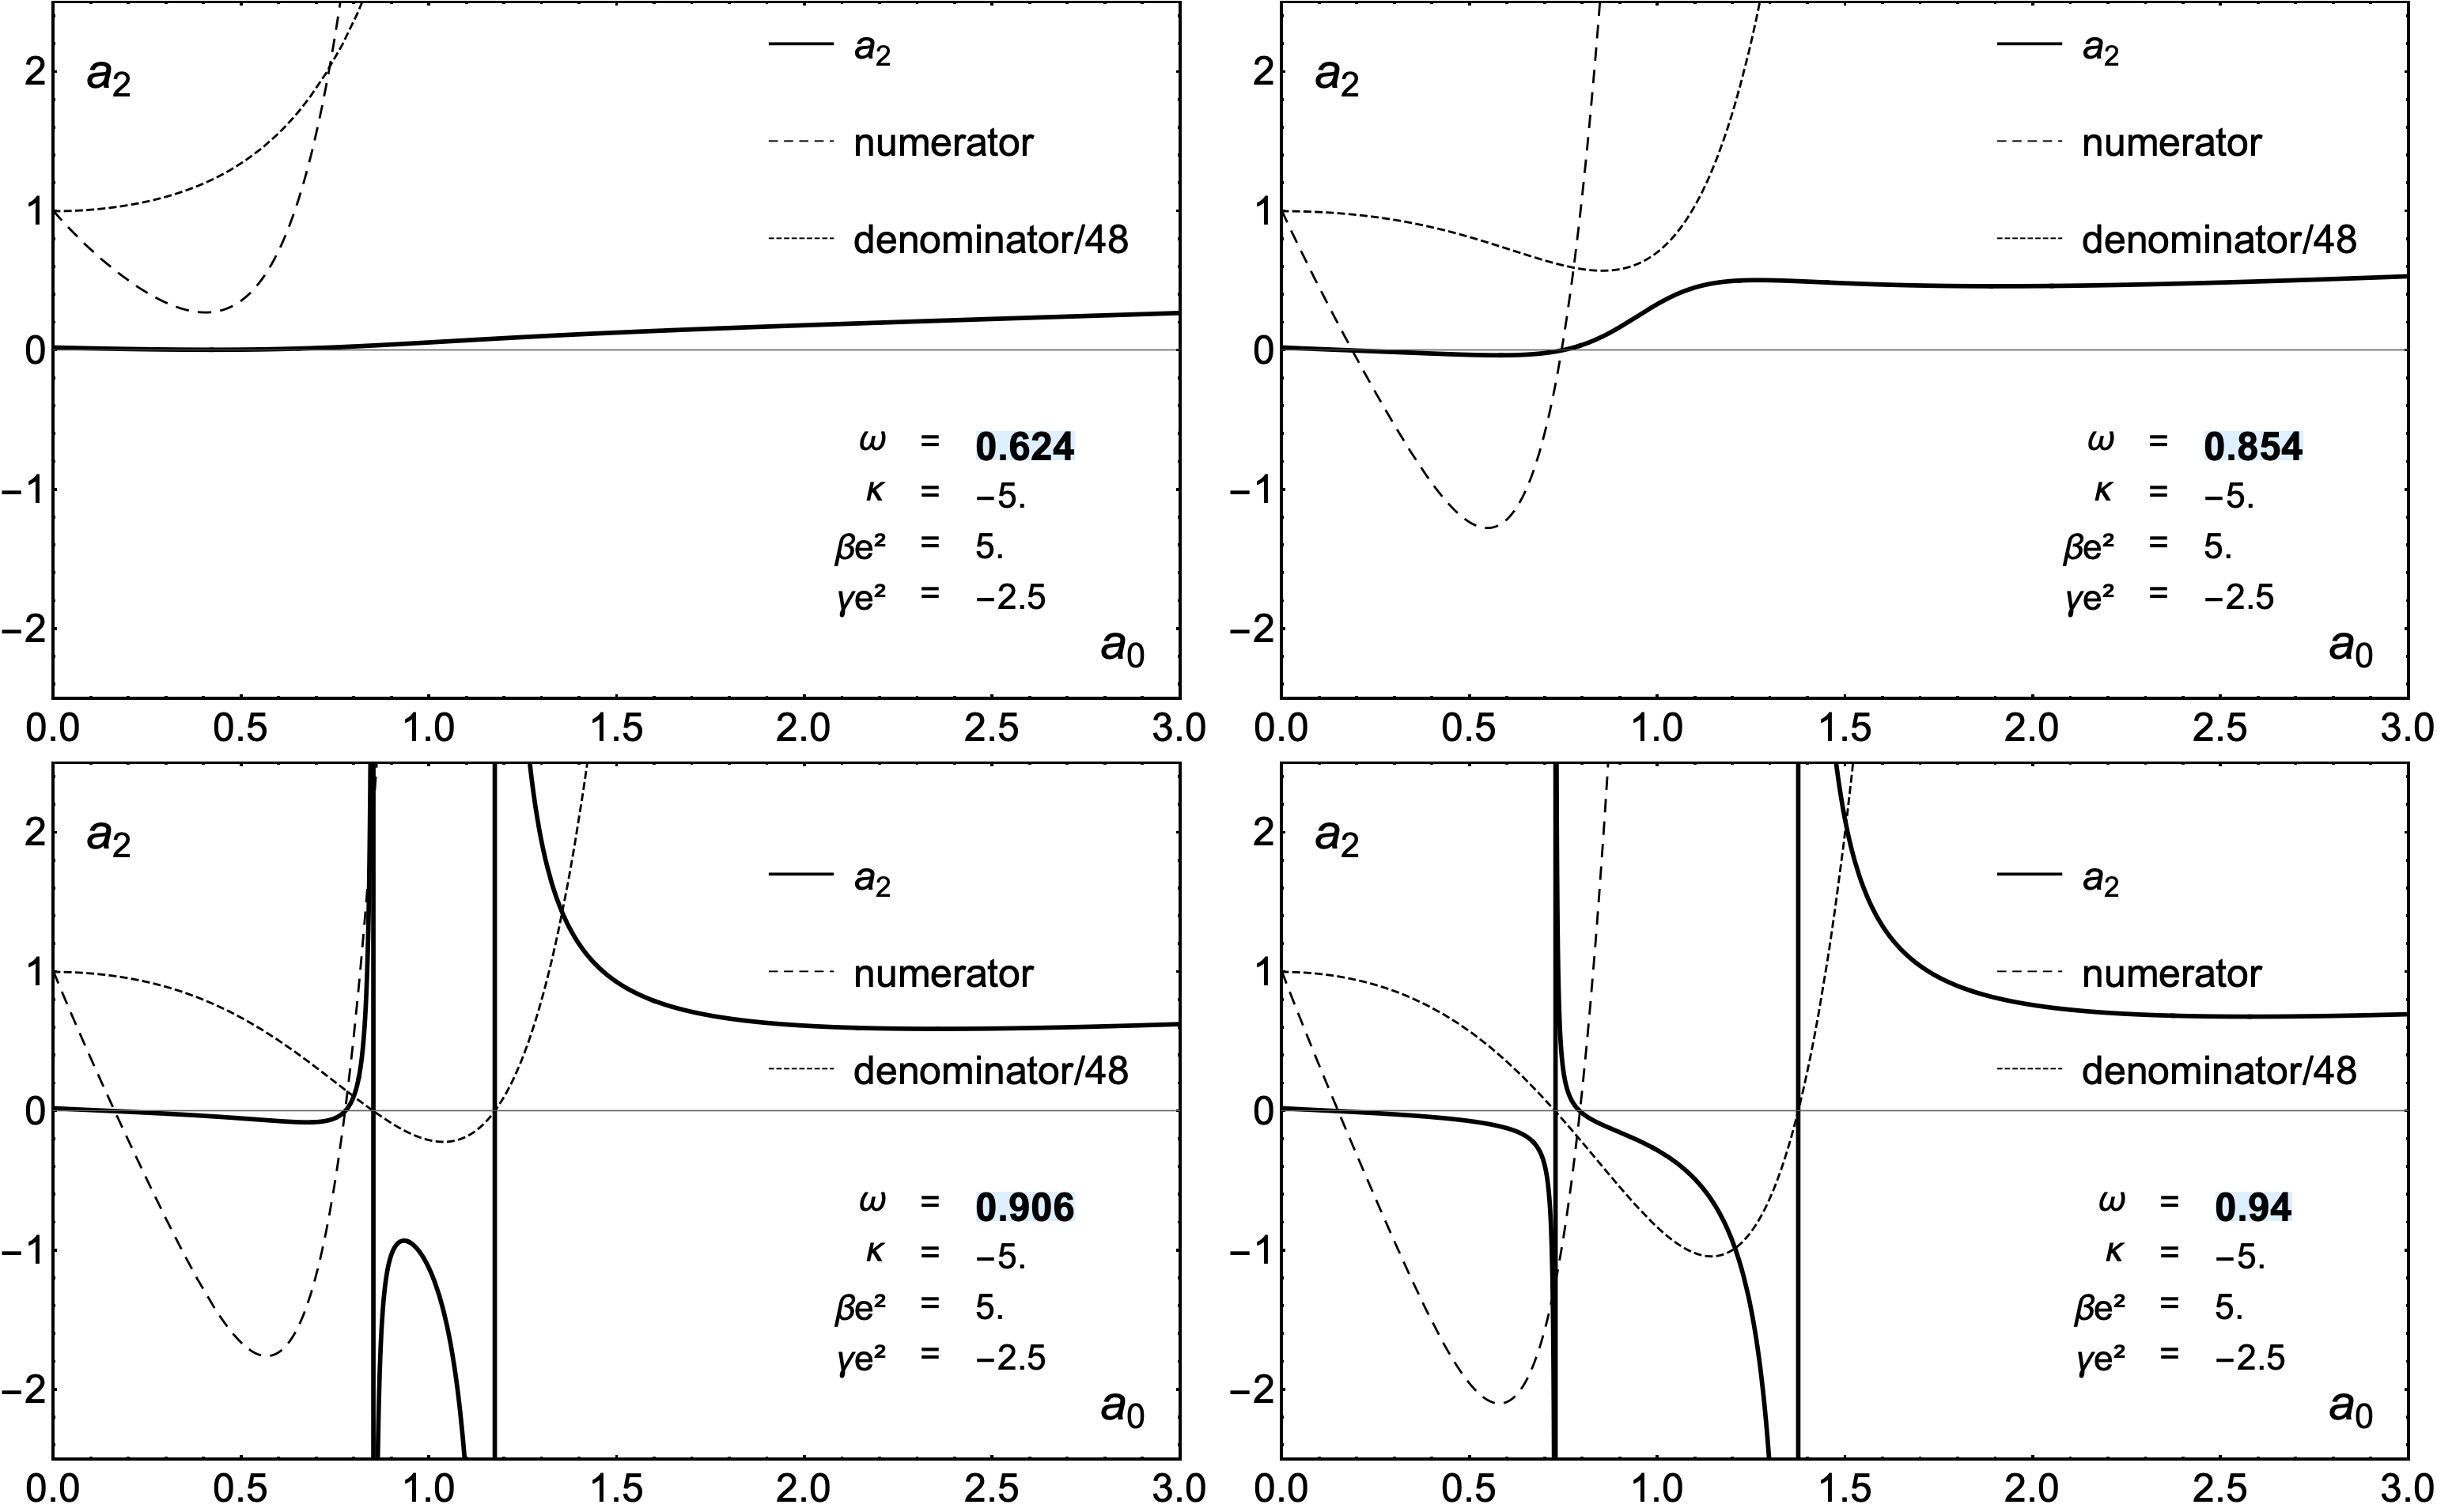 a₂
2
1
0
−1
−2
a₂
numerator
denominator/48
ω = 0.624
κ = −5.
βe² = 5.
γe² = −2.5
a₀
0.0 0.5 1.0 1.5 2.0 2.5 3.0
a₂
2
1
0
−1
−2
a₂
numerator
denominator/48
ω = 0.854
κ = −5.
βe² = 5.
γe² = −2.5
a₀
0.0 0.5 1.0 1.5 2.0 2.5 3.0
a₂
2
1
0
−1
−2
a₂
numerator
denominator/48
ω = 0.906
κ = −5.
βe² = 5.
γe² = −2.5
a₀
0.0 0.5 1.0 1.5 2.0 2.5 3.0
a₂
2
1
0
−1
−2
a₂
numerator
denominator/48
ω = 0.94
κ = −5.
βe² = 5.
γe² = −2.5
a₀
0.0 0.5 1.0 1.5 2.0 2.5 3.0